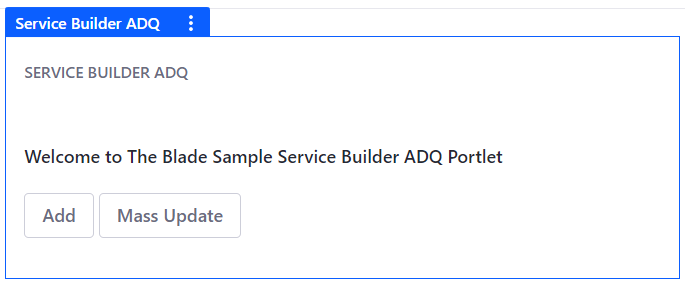 Service Builder ADQ
SERVICE BUILDER ADQ
Welcome to The Blade Sample Service Builder ADQ Portlet
Add Mass Update